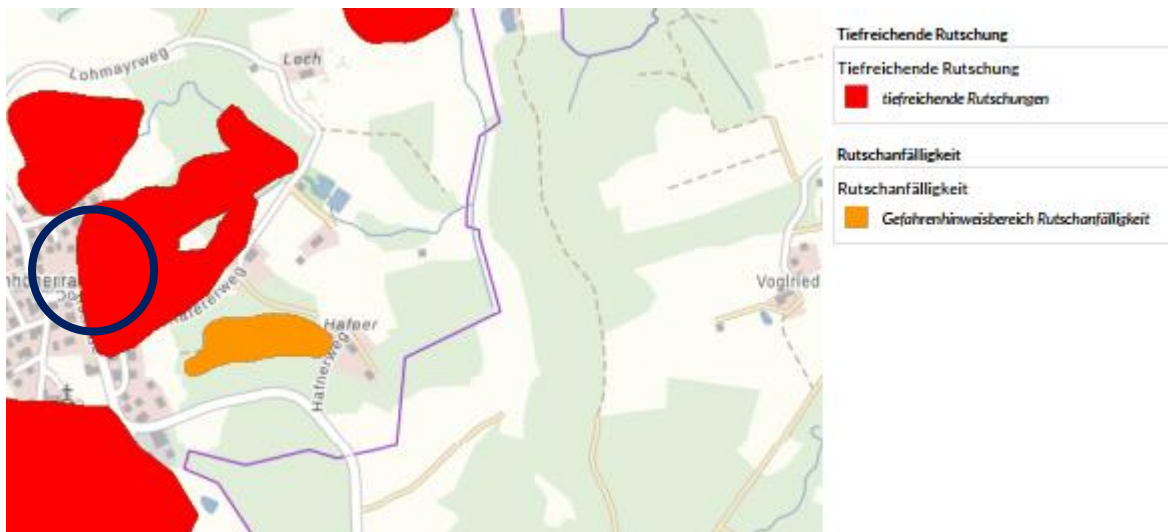 Lohmayrweg
Loch
Hafner
Hafnerweg
Voglried
Tiefreichende Rutschung
Tiefreichende Rutschung
tiefreichende Rutschungen
Rutschanfälligkeit
Rutschanfälligkeit
Gefahrenhinweisbereich Rutschanfälligkeit